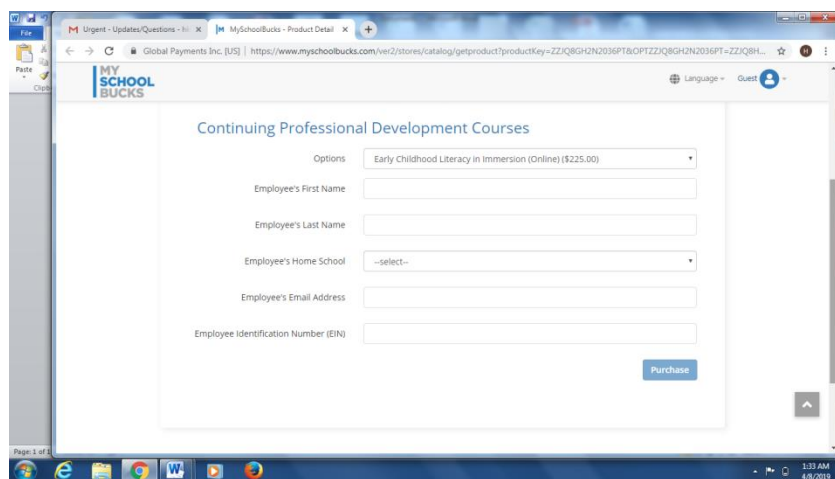 File
Urgent - Updates/Questions - In
MySchoolBucks - Product Detail
Global Payments Inc. [US] | https://www.myschoolbucks.com/ver2/stores/catalog/getproduct?productKey=ZZJQ8GH2N2036PT&OPTZZJQ8GH2N2036PT=ZZJQ8H...
H
Paste
MY
SCHOOL
BUCKS
Language
Guest
Continuing Professional Development Courses
Options
Early Childhood Literacy in Immersion (Online) ($225.00)
Employee's First Name
Employee's Last Name
Employee's Home School
--select--
Employee's Email Address
Employee Identification Number (EIN)
Purchase
Page: 1 of 1
W
1:33 AM
4/8/2019